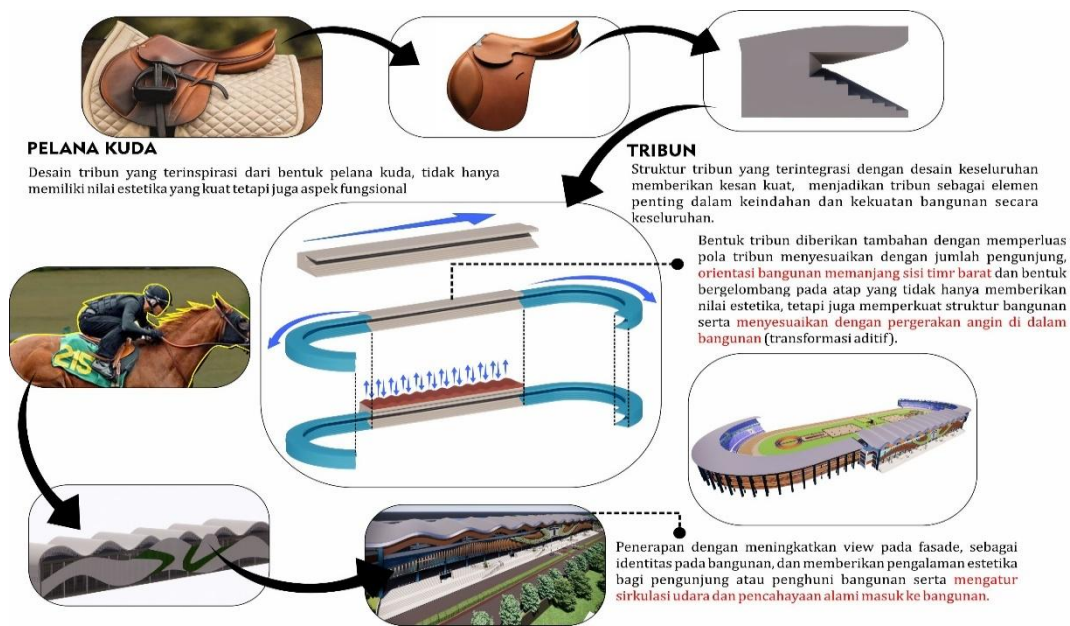 PELANA KUDA
Desain tribun yang terinspirasi dari bentuk pelana kuda, tidak hanya
memiliki nilai estetika yang kuat tetapi juga aspek fungsional
TRIBUN
Struktur tribun yang terintegrasi dengan desain keseluruhan
memberikan kesan kuat, menjadikan tribun sebagai elemen
penting dalam keindahan dan kekuatan bangunan secara
keseluruhan.
Bentuk tribun diberikan tambahan dengan memperluas
pola tribun menyesuaikan dengan jumlah pengunjung,
orientasi bangunan memanjang sisi timr barat dan bentuk
bergelombang pada atap yang tidak hanya memberikan
nilai estetika, tetapi juga memperkuat struktur bangunan
serta menyesuaikan dengan pergerakan angin di dalam
bangunan (transformasi aditif).
215
Penerapan dengan meningkatkan view pada fasade, sebagai
identitas pada bangunan, dan memberikan pengalaman estetika
bagi pengunjung atau penghuni bangunan serta mengatur
sirkulasi udara dan pencahayaan alami masuk ke bangunan.